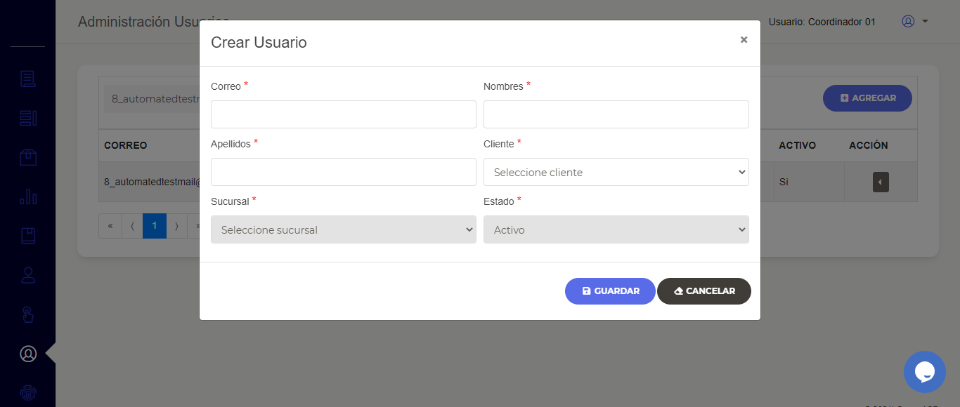 Administración Usuarios
Usuario: Coordinador 01
Crear Usuario
×
Correo *
Nombres *
Apellidos *
Cliente *
Seleccione cliente
Sucursal *
Seleccione sucursal
Estado *
Activo
GUARDAR
CANCELAR
8_automatedtestm
AGREGAR
CORREO
ACTIVO
ACCIÓN
8_automatedtestmail@
Si
« ⟨ 1 ⟩